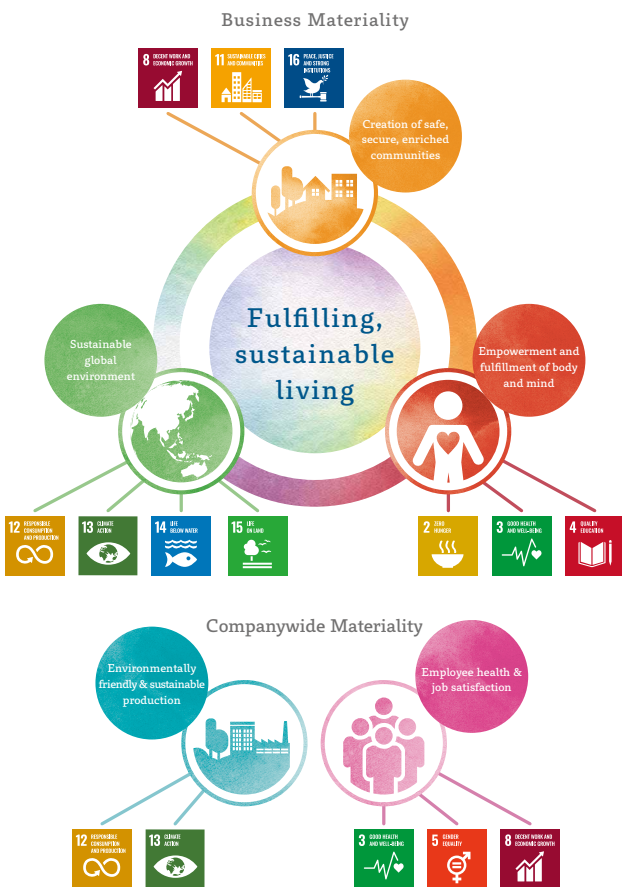 Business Materiality
8 DECENT WORK AND
ECONOMIC GROWTH
11 SUSTAINABLE CITIES
AND COMMUNITIES
16 PEACE, JUSTICE
AND STRONG
INSTITUTIONS
Creation of safe,
secure, enriched
communities
Fulfilling,
sustainable
living
Sustainable
global
environment
Empowerment and
fulfillment of body
and mind
12 RESPONSIBLE
CONSUMPTION
AND PRODUCTION
13 CLIMATE
ACTION
14 LIFE
BELOW WATER
15 LIFE
ON LAND
2 ZERO
HUNGER
3 GOOD HEALTH
AND WELL-BEING
4 QUALITY
EDUCATION
Companywide Materiality
Environmentally
friendly & sustainable
production
Employee health &
job satisfaction
12 RESPONSIBLE
CONSUMPTION
AND PRODUCTION
13 CLIMATE
ACTION
3 GOOD HEALTH
AND WELL-BEING
5 GENDER
EQUALITY
8 DECENT WORK AND
ECONOMIC GROWTH